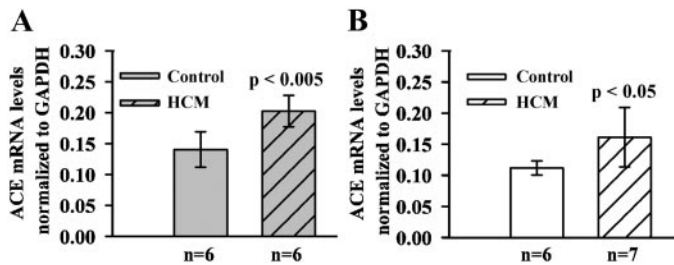 A
ACE mRNA levels
normalized to GAPDH
0.30
0.25
0.20
0.15
0.10
0.05
0.00
Control
HCM
p < 0.005
n=6
n=6
B
ACE mRNA levels
normalized to GAPDH
0.30
0.25
0.20
0.15
0.10
0.05
0.00
Control
HCM
p < 0.05
n=6
n=7